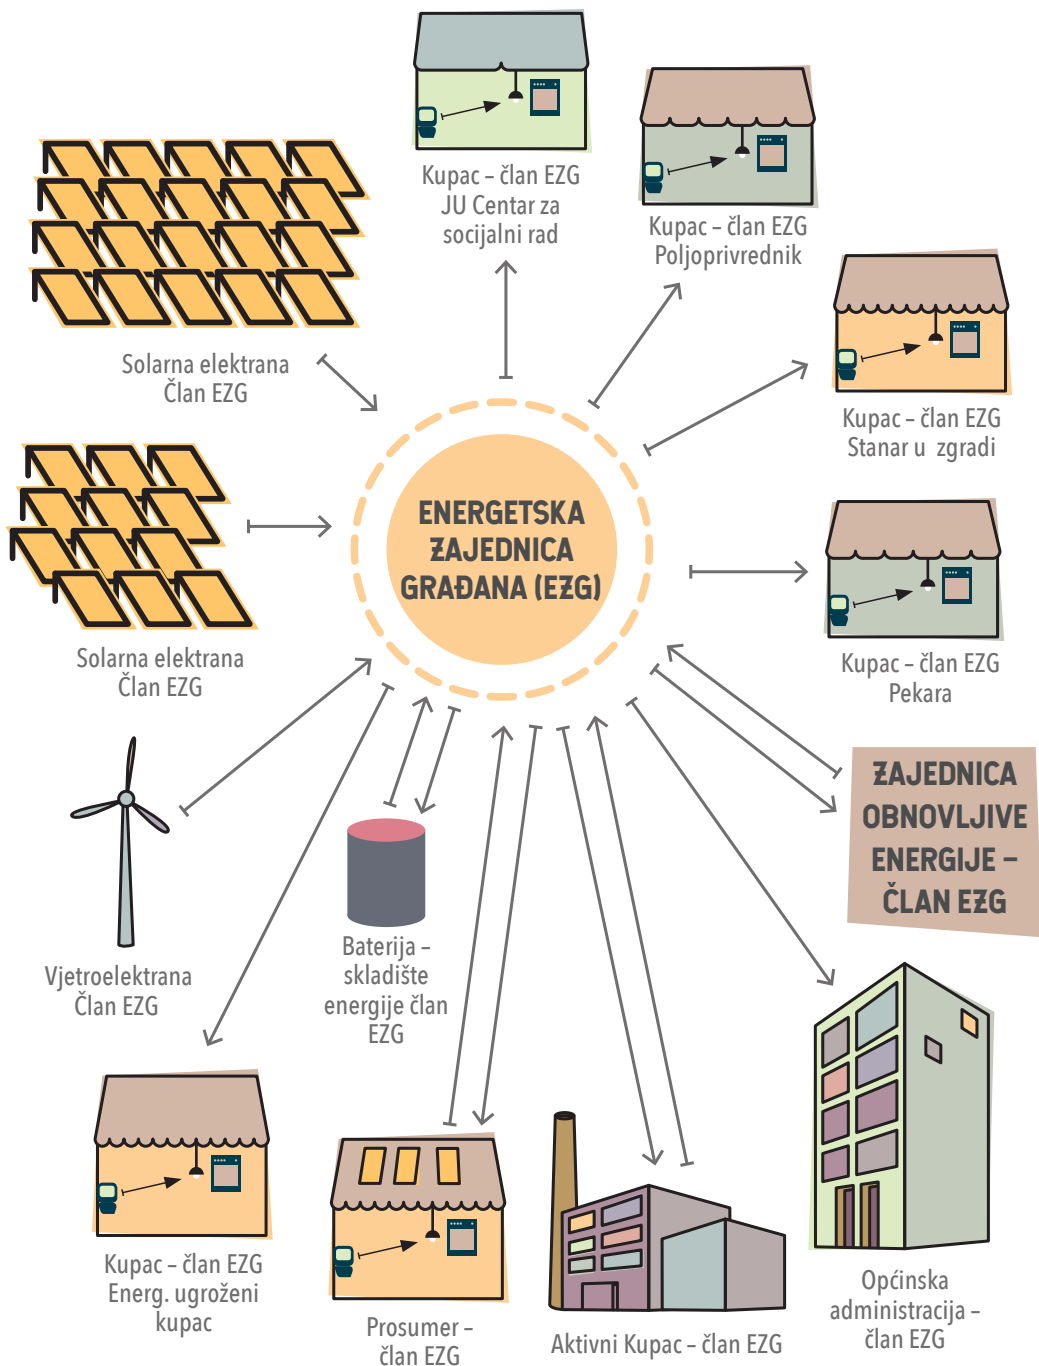 Kupac – član EZG
JU Centar za
socijalni rad
Kupac – član EZG
Poljoprivrednik
Solarna elektrana
Član EZG
Kupac – član EZG
Stanar u zgradi
ENERGETSKA
ZAJEDNICA
GRAĐANA (EZG)
Solarna elektrana
Član EZG
Kupac – član EZG
Pekara
ZAJEDNICA
OBNOVLJIVE
ENERGIJE –
ČLAN EZG
Vjetroelektrana
Član EZG
Baterija –
skladište
energije član
EZG
Kupac – član EZG
Energ. ugroženi
kupac
Prosumer –
član EZG
Aktivni Kupac – član EZG
Općinska
administracija –
član EZG